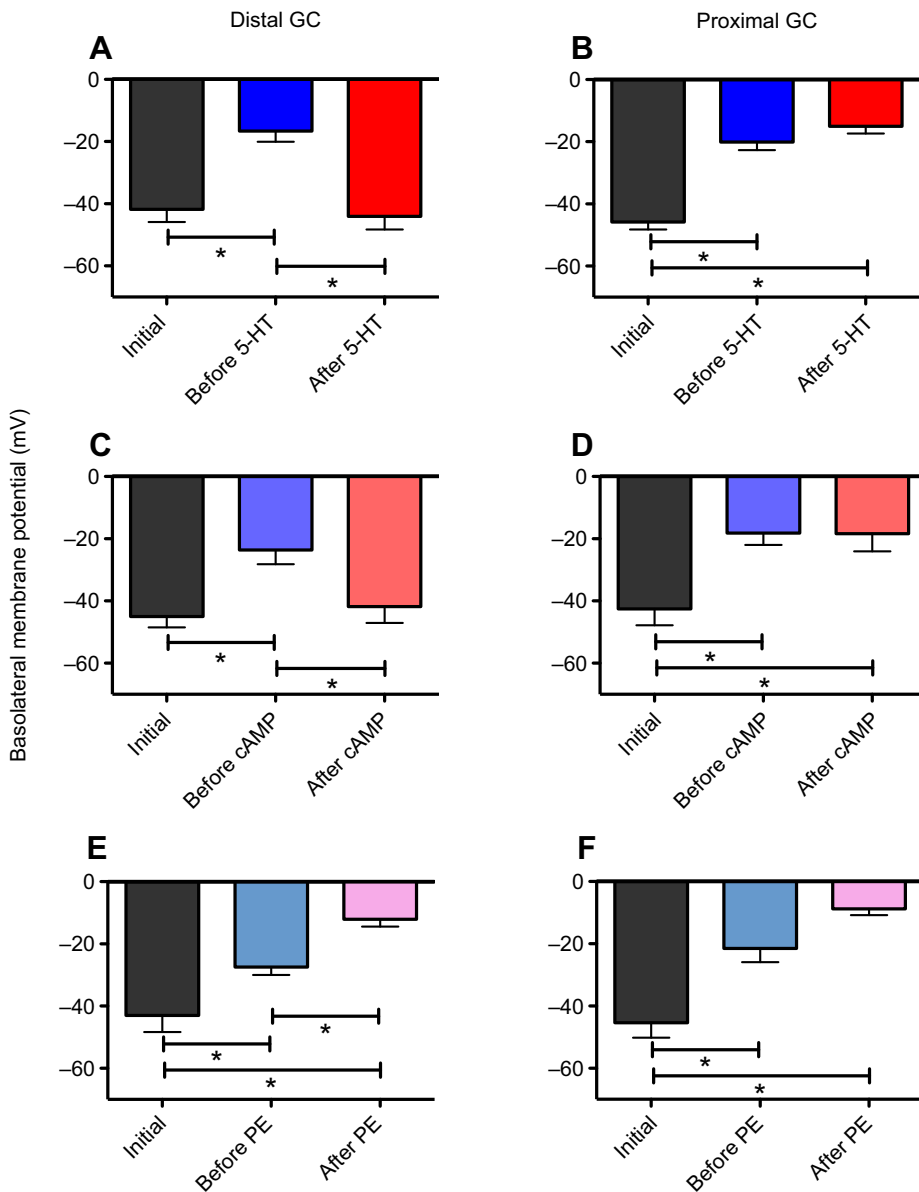 Distal GC
Proximal GC
Basolateral membrane potential (mV)
A
0
–20
–40
–60
*
*
Initial
Before 5-HT
After 5-HT
B
0
–20
–40
–60
*
*
Initial
Before 5-HT
After 5-HT
C
0
–20
–40
–60
*
*
Initial
Before cAMP
After cAMP
D
0
–20
–40
–60
*
*
Initial
Before cAMP
After cAMP
E
0
–20
–40
–60
*
*
*
Initial
Before PE
After PE
F
0
–20
–40
–60
*
*
Initial
Before PE
After PE